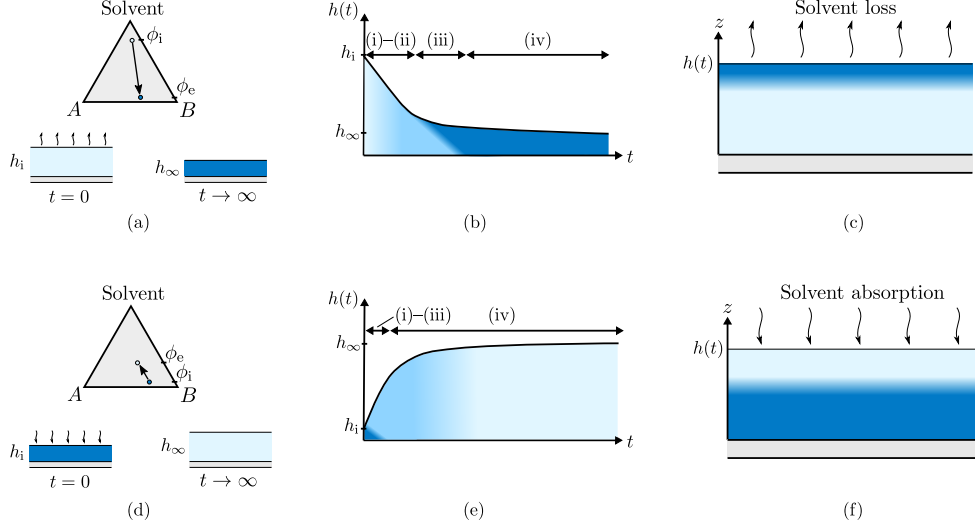 Solvent
ϕi
ϕe
A
B
hi
t = 0
h∞
t → ∞
(a)
h(t)
hi
(i)–(ii)
(iii)
(iv)
h∞
t
(b)
Solvent loss
z
h(t)
(c)
Solvent
ϕe
ϕi
A
B
hi
t = 0
h∞
t → ∞
(d)
h(t)
(i)–(iii)
(iv)
h∞
hi
t
(e)
Solvent absorption
z
h(t)
(f)